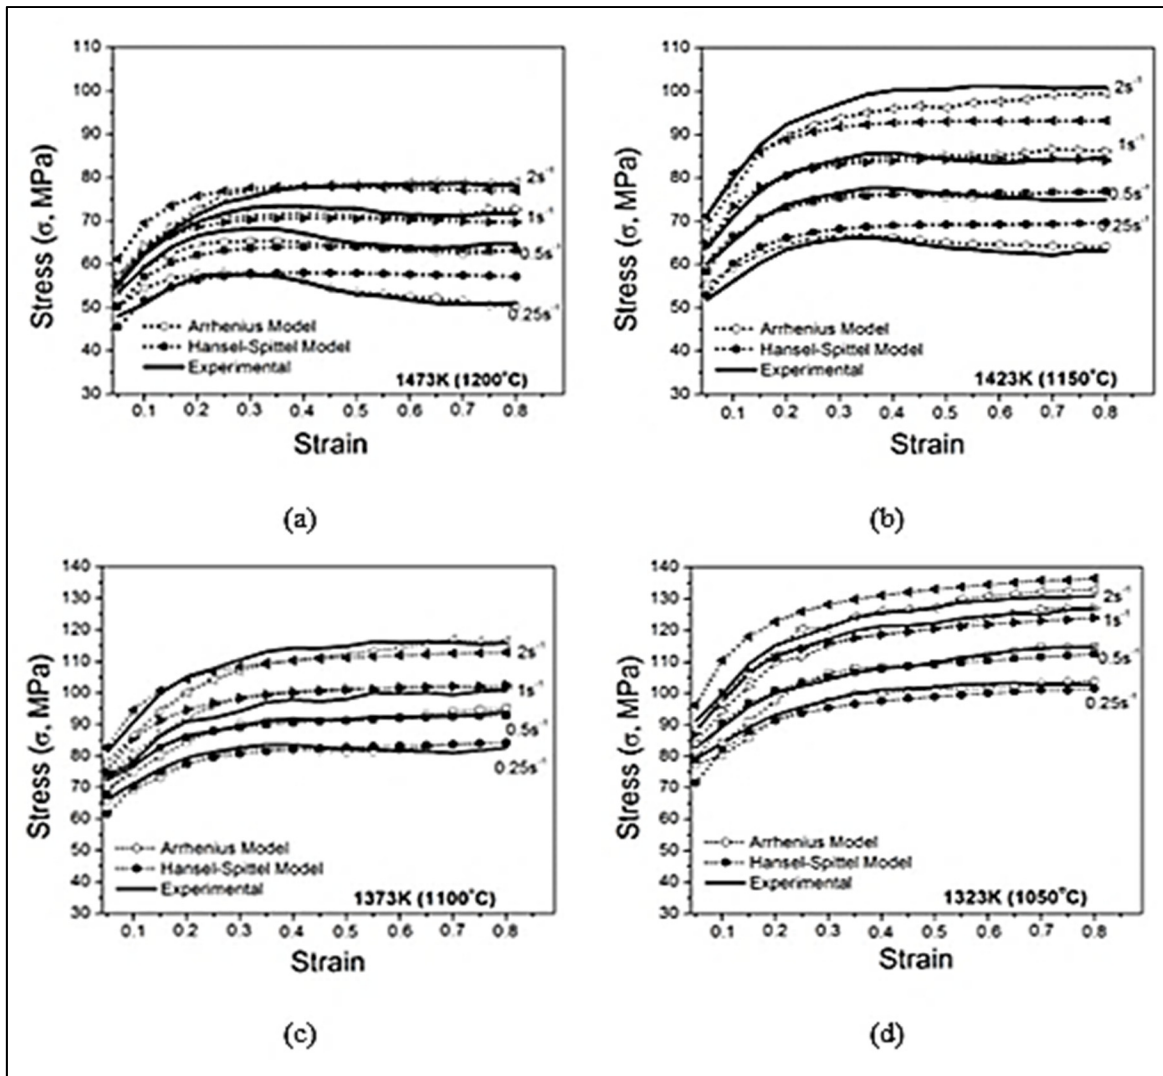 110
100
90
80
70
60
50
40
30
Stress (σ, MPa)
2s⁻¹
1s⁻¹
0.5s⁻¹
0.25s⁻¹
Arrhenius Model
Hansel-Spittel Model
Experimental
1473K (1200°C)
0.1 0.2 0.3 0.4 0.5 0.6 0.7 0.8
Strain
(a)
110
100
90
80
70
60
50
40
30
Stress (σ, MPa)
2s⁻¹
1s⁻¹
0.5s⁻¹
0.25s⁻¹
Arrhenius Model
Hansel-Spittel Model
Experimental
1423K (1150°C)
0.1 0.2 0.3 0.4 0.5 0.6 0.7 0.8
Strain
(b)
140
130
120
110
100
90
80
70
60
50
40
30
Stress (σ, MPa)
2s⁻¹
1s⁻¹
0.5s⁻¹
0.25s⁻¹
Arrhenius Model
Hansel-Spittel Model
Experimental
1373K (1100°C)
0.1 0.2 0.3 0.4 0.5 0.6 0.7 0.8
Strain
(c)
140
130
120
110
100
90
80
70
60
50
40
30
Stress (σ, MPa)
2s⁻¹
1s⁻¹
0.5s⁻¹
0.25s⁻¹
Arrhenius Model
Hansel-Spittel Model
Experimental
1323K (1050°C)
0.1 0.2 0.3 0.4 0.5 0.6 0.7 0.8
Strain
(d)